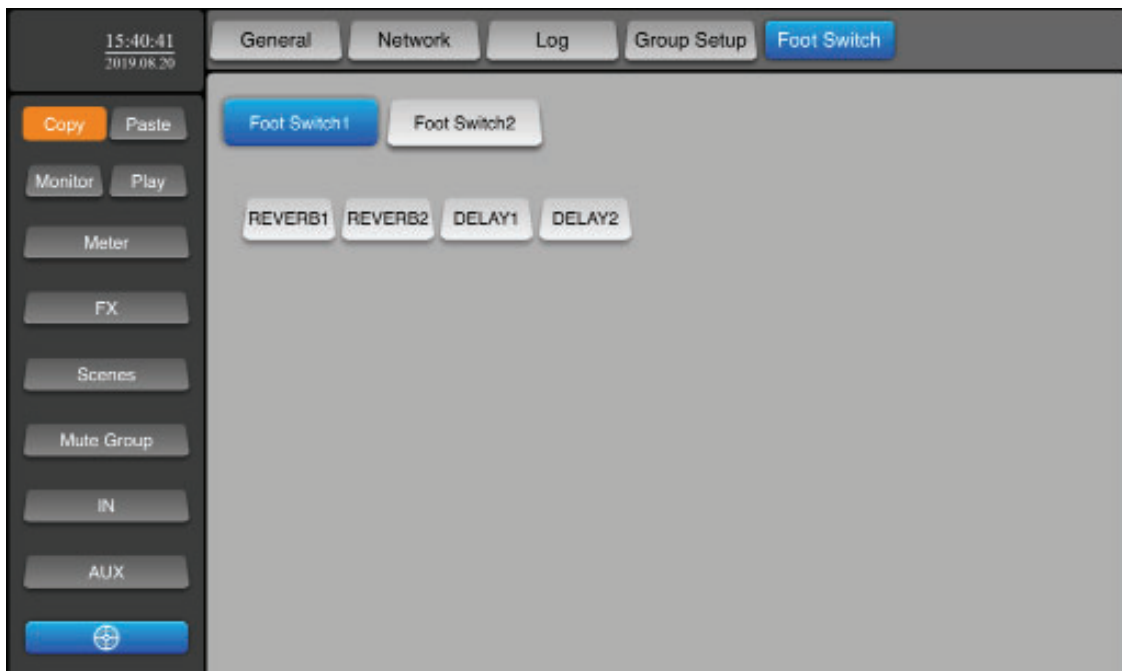 15:40:41
2019.08.20
General Network Log Group Setup Foot Switch
Copy Paste
Monitor Play
Meter
FX
Scenes
Mute Group
IN
AUX
Foot Switch1 Foot Switch2
REVERB1 REVERB2 DELAY1 DELAY2